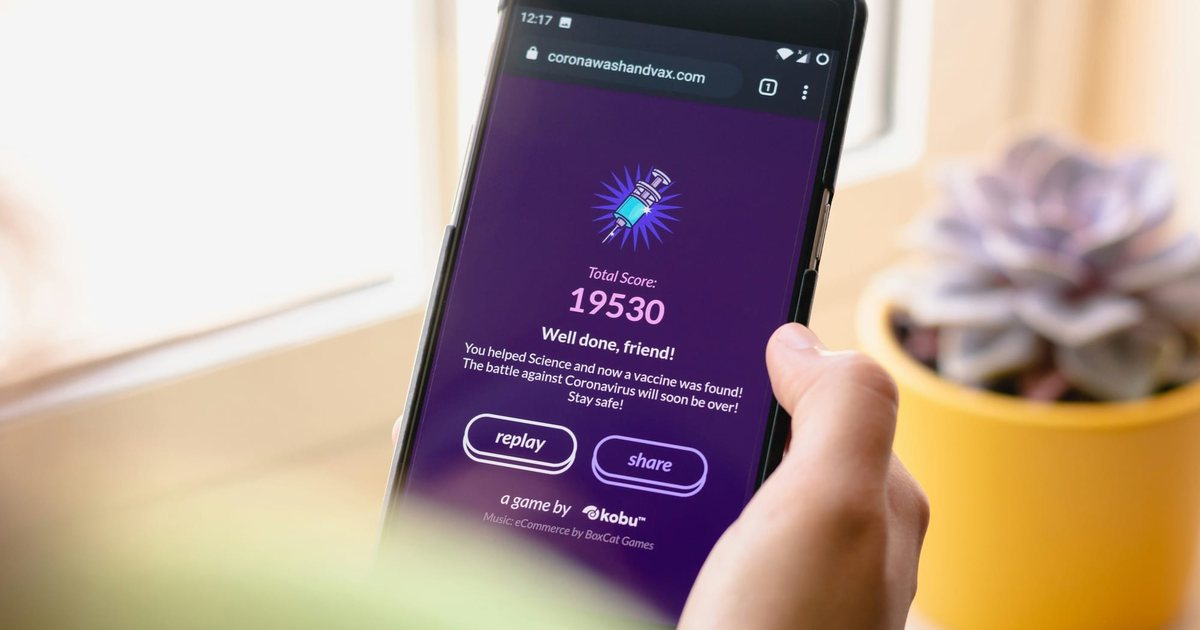 12:17
coronawashandvax.com
1
Total Score:
19530
Well done, friend!
You helped Science and now a vaccine was found!
The battle against Coronavirus will soon be over!
Stay safe!
replay
share
a game by kobu™
Music: eCommerce by BoxCat Games